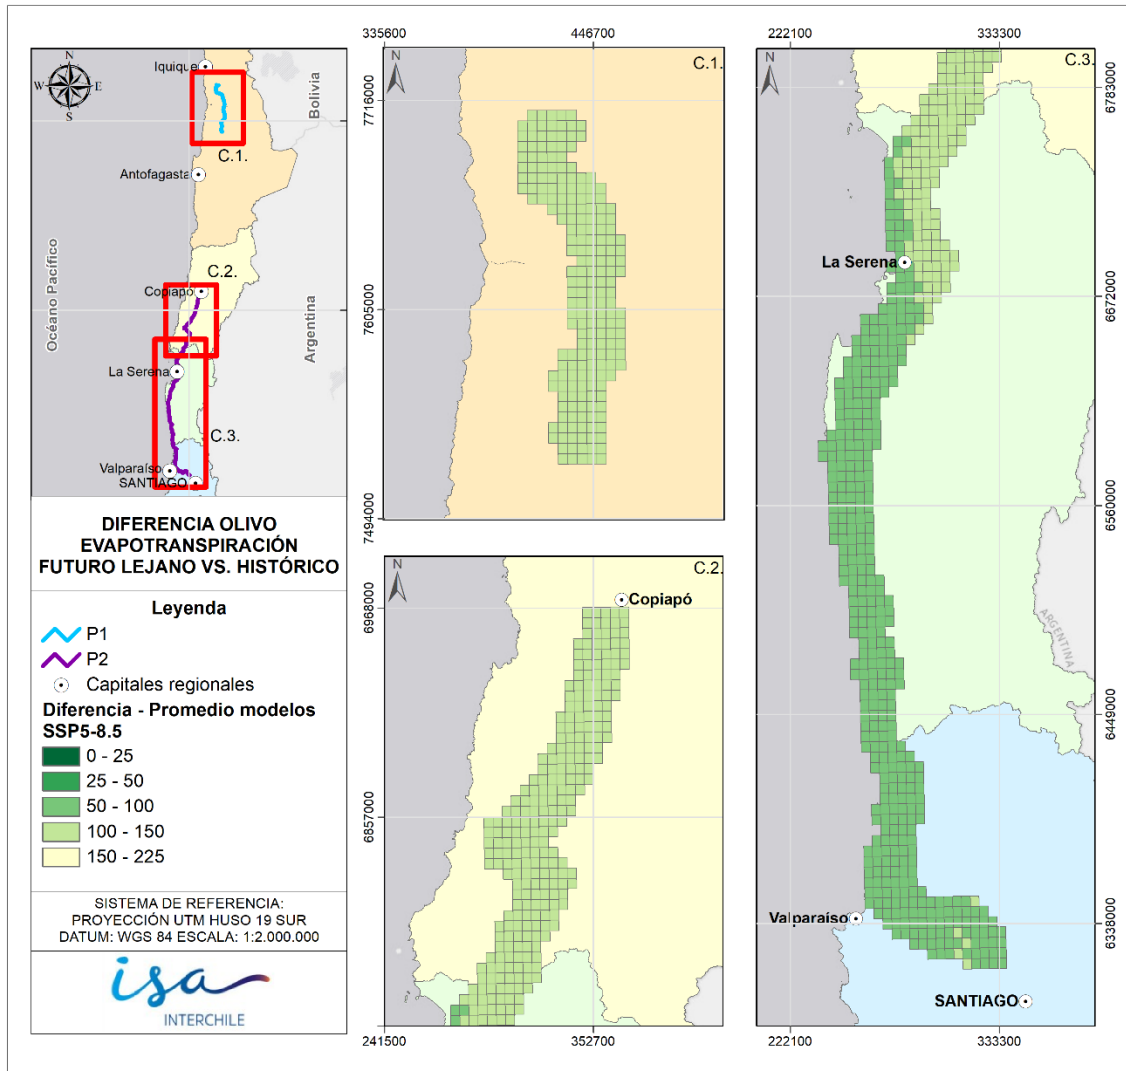 N
W
E
S
Iquique
Bolivia
C.1.
Antofagasta
Océano Pacífico
C.2.
Copiapó
Argentina
La Serena
C.3.
Valparaíso
SANTIAGO
DIFERENCIA OLIVO
EVAPOTRANSPIRACIÓN
FUTURO LEJANO VS. HISTÓRICO
Leyenda
P1
P2
Capitales regionales
Diferencia - Promedio modelos
SSP5-8.5
0 - 25
25 - 50
50 - 100
100 - 150
150 - 225
SISTEMA DE REFERENCIA:
PROYECCIÓN UTM HUSO 19 SUR
DATUM: WGS 84 ESCALA: 1:2.000.000
isa
INTERCHILE
335600
446700
N
C.1.
7716000
7605000
7494000
N
C.2.
Copiapó
6968000
6857000
241500
352700
222100
333300
N
C.3.
6783000
La Serena
6672000
6560000
ARGENTINA
6449000
Valparaíso
6338000
SANTIAGO
222100
333300